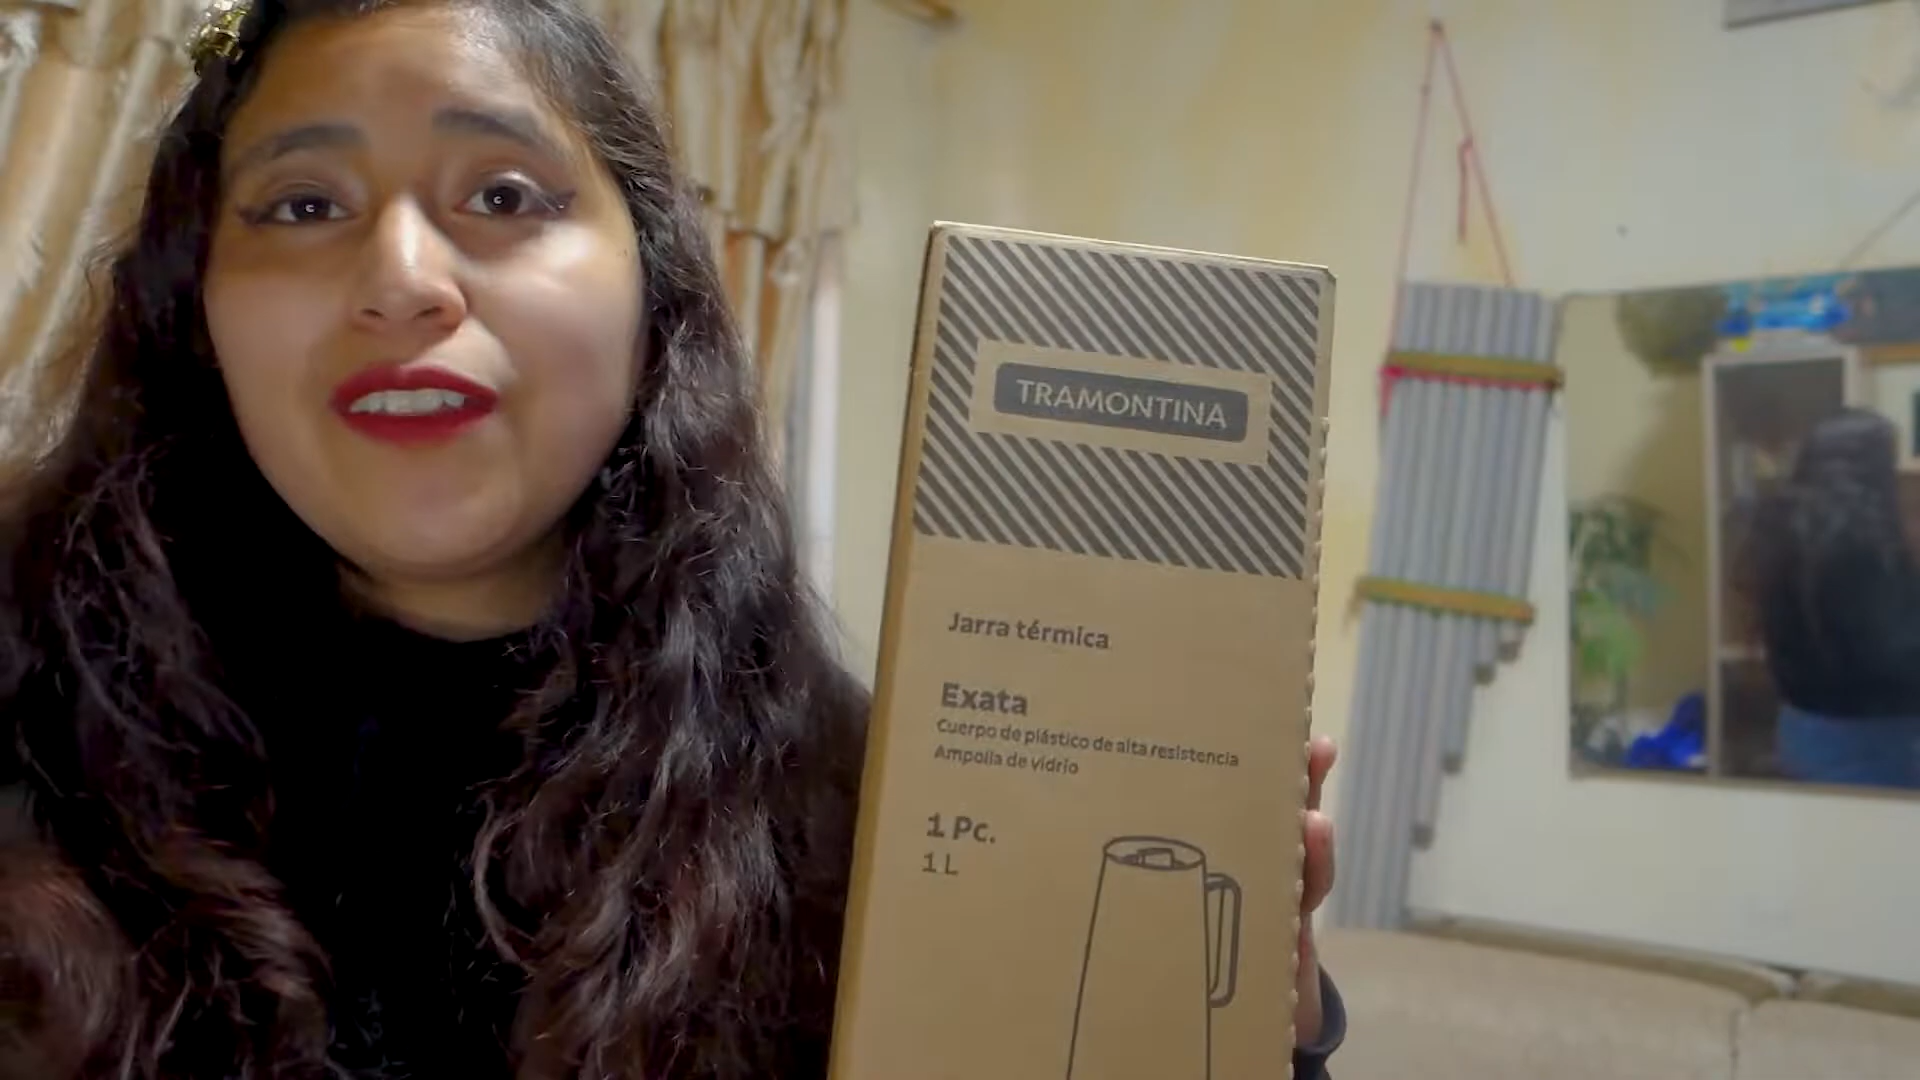 TRAMONTINA
Jarra térmica
Exata
Cuerpo de plástico de alta resistencia
Ampolla de vidrio
1 Pc.
1 L